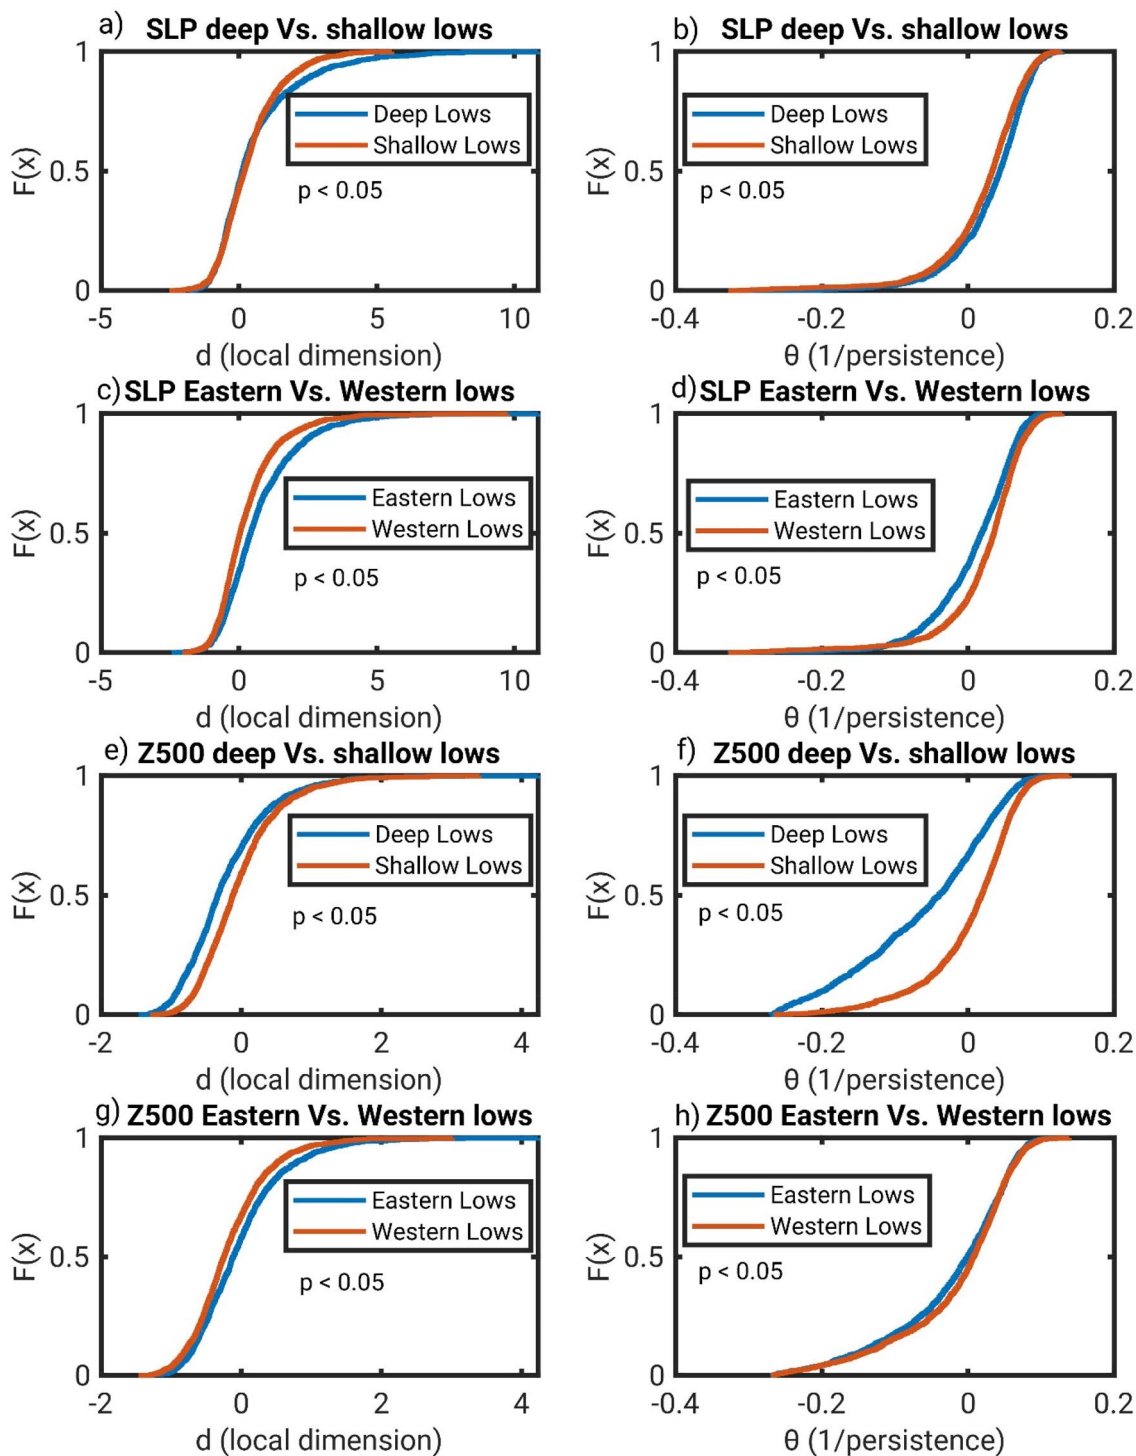 a) SLP deep Vs. shallow lows
1
0.5
0
F(x)
Deep Lows
Shallow Lows
p < 0.05
-5 0 5 10
d (local dimension)
b) SLP deep Vs. shallow lows
1
0.5
0
F(x)
Deep Lows
Shallow Lows
p < 0.05
-0.4 -0.2 0 0.2
θ (1/persistence)
c) SLP Eastern Vs. Western lows
1
0.5
0
F(x)
Eastern Lows
Western Lows
p < 0.05
-5 0 5 10
d (local dimension)
d) SLP Eastern Vs. Western lows
1
0.5
0
F(x)
Eastern Lows
Western Lows
p < 0.05
-0.4 -0.2 0 0.2
θ (1/persistence)
e) Z500 deep Vs. shallow lows
1
0.5
0
F(x)
Deep Lows
Shallow Lows
p < 0.05
-2 0 2 4
d (local dimension)
f) Z500 deep Vs. shallow lows
1
0.5
0
F(x)
Deep Lows
Shallow Lows
p < 0.05
-0.4 -0.2 0 0.2
θ (1/persistence)
g) Z500 Eastern Vs. Western lows
1
0.5
0
F(x)
Eastern Lows
Western Lows
p < 0.05
-2 0 2 4
d (local dimension)
h) Z500 Eastern Vs. Western lows
1
0.5
0
F(x)
Eastern Lows
Western Lows
p < 0.05
-0.4 -0.2 0 0.2
θ (1/persistence)